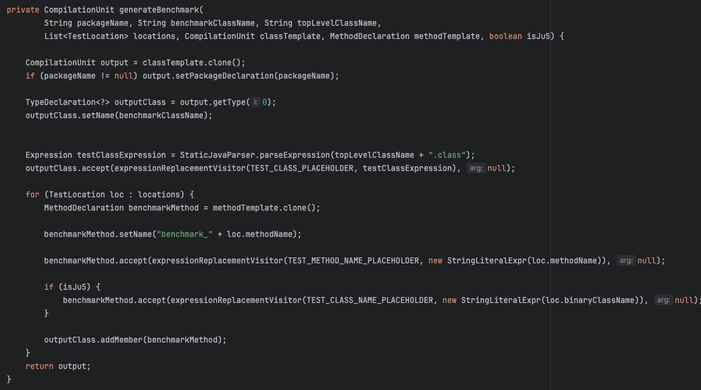 private CompilationUnit generateBenchmark(
        String packageName, String benchmarkClassName, String topLevelClassName,
        List<TestLocation> locations, CompilationUnit classTemplate, MethodDeclaration methodTemplate, boolean isJu5) {

    CompilationUnit output = classTemplate.clone();
    if (packageName != null) output.setPackageDeclaration(packageName);

    TypeDeclaration<?> outputClass = output.getType( i: 0);
    outputClass.setName(benchmarkClassName);


    Expression testClassExpression = StaticJavaParser.parseExpression(topLevelClassName + ".class");
    outputClass.accept(expressionReplacementVisitor(TEST_CLASS_PLACEHOLDER, testClassExpression), arg: null);

    for (TestLocation loc : locations) {
        MethodDeclaration benchmarkMethod = methodTemplate.clone();

        benchmarkMethod.setName("benchmark_" + loc.methodName);

        benchmarkMethod.accept(expressionReplacementVisitor(TEST_METHOD_NAME_PLACEHOLDER, new StringLiteralExpr(loc.methodName)), arg: null);

        if (isJu5) {
            benchmarkMethod.accept(expressionReplacementVisitor(TEST_CLASS_NAME_PLACEHOLDER, new StringLiteralExpr(loc.binaryClassName)), arg: null);
        }

        outputClass.addMember(benchmarkMethod);
    }
    return output;
}